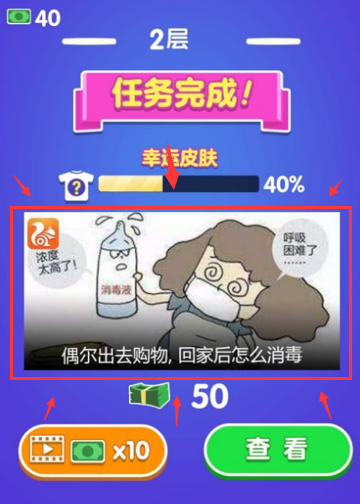 40
2层
任务完成!
幸运皮肤
?
40%
浓度
太高了!
消毒液
呼吸
困难了
......
偶尔出去购物, 回家后怎么消毒
50
x10
查看